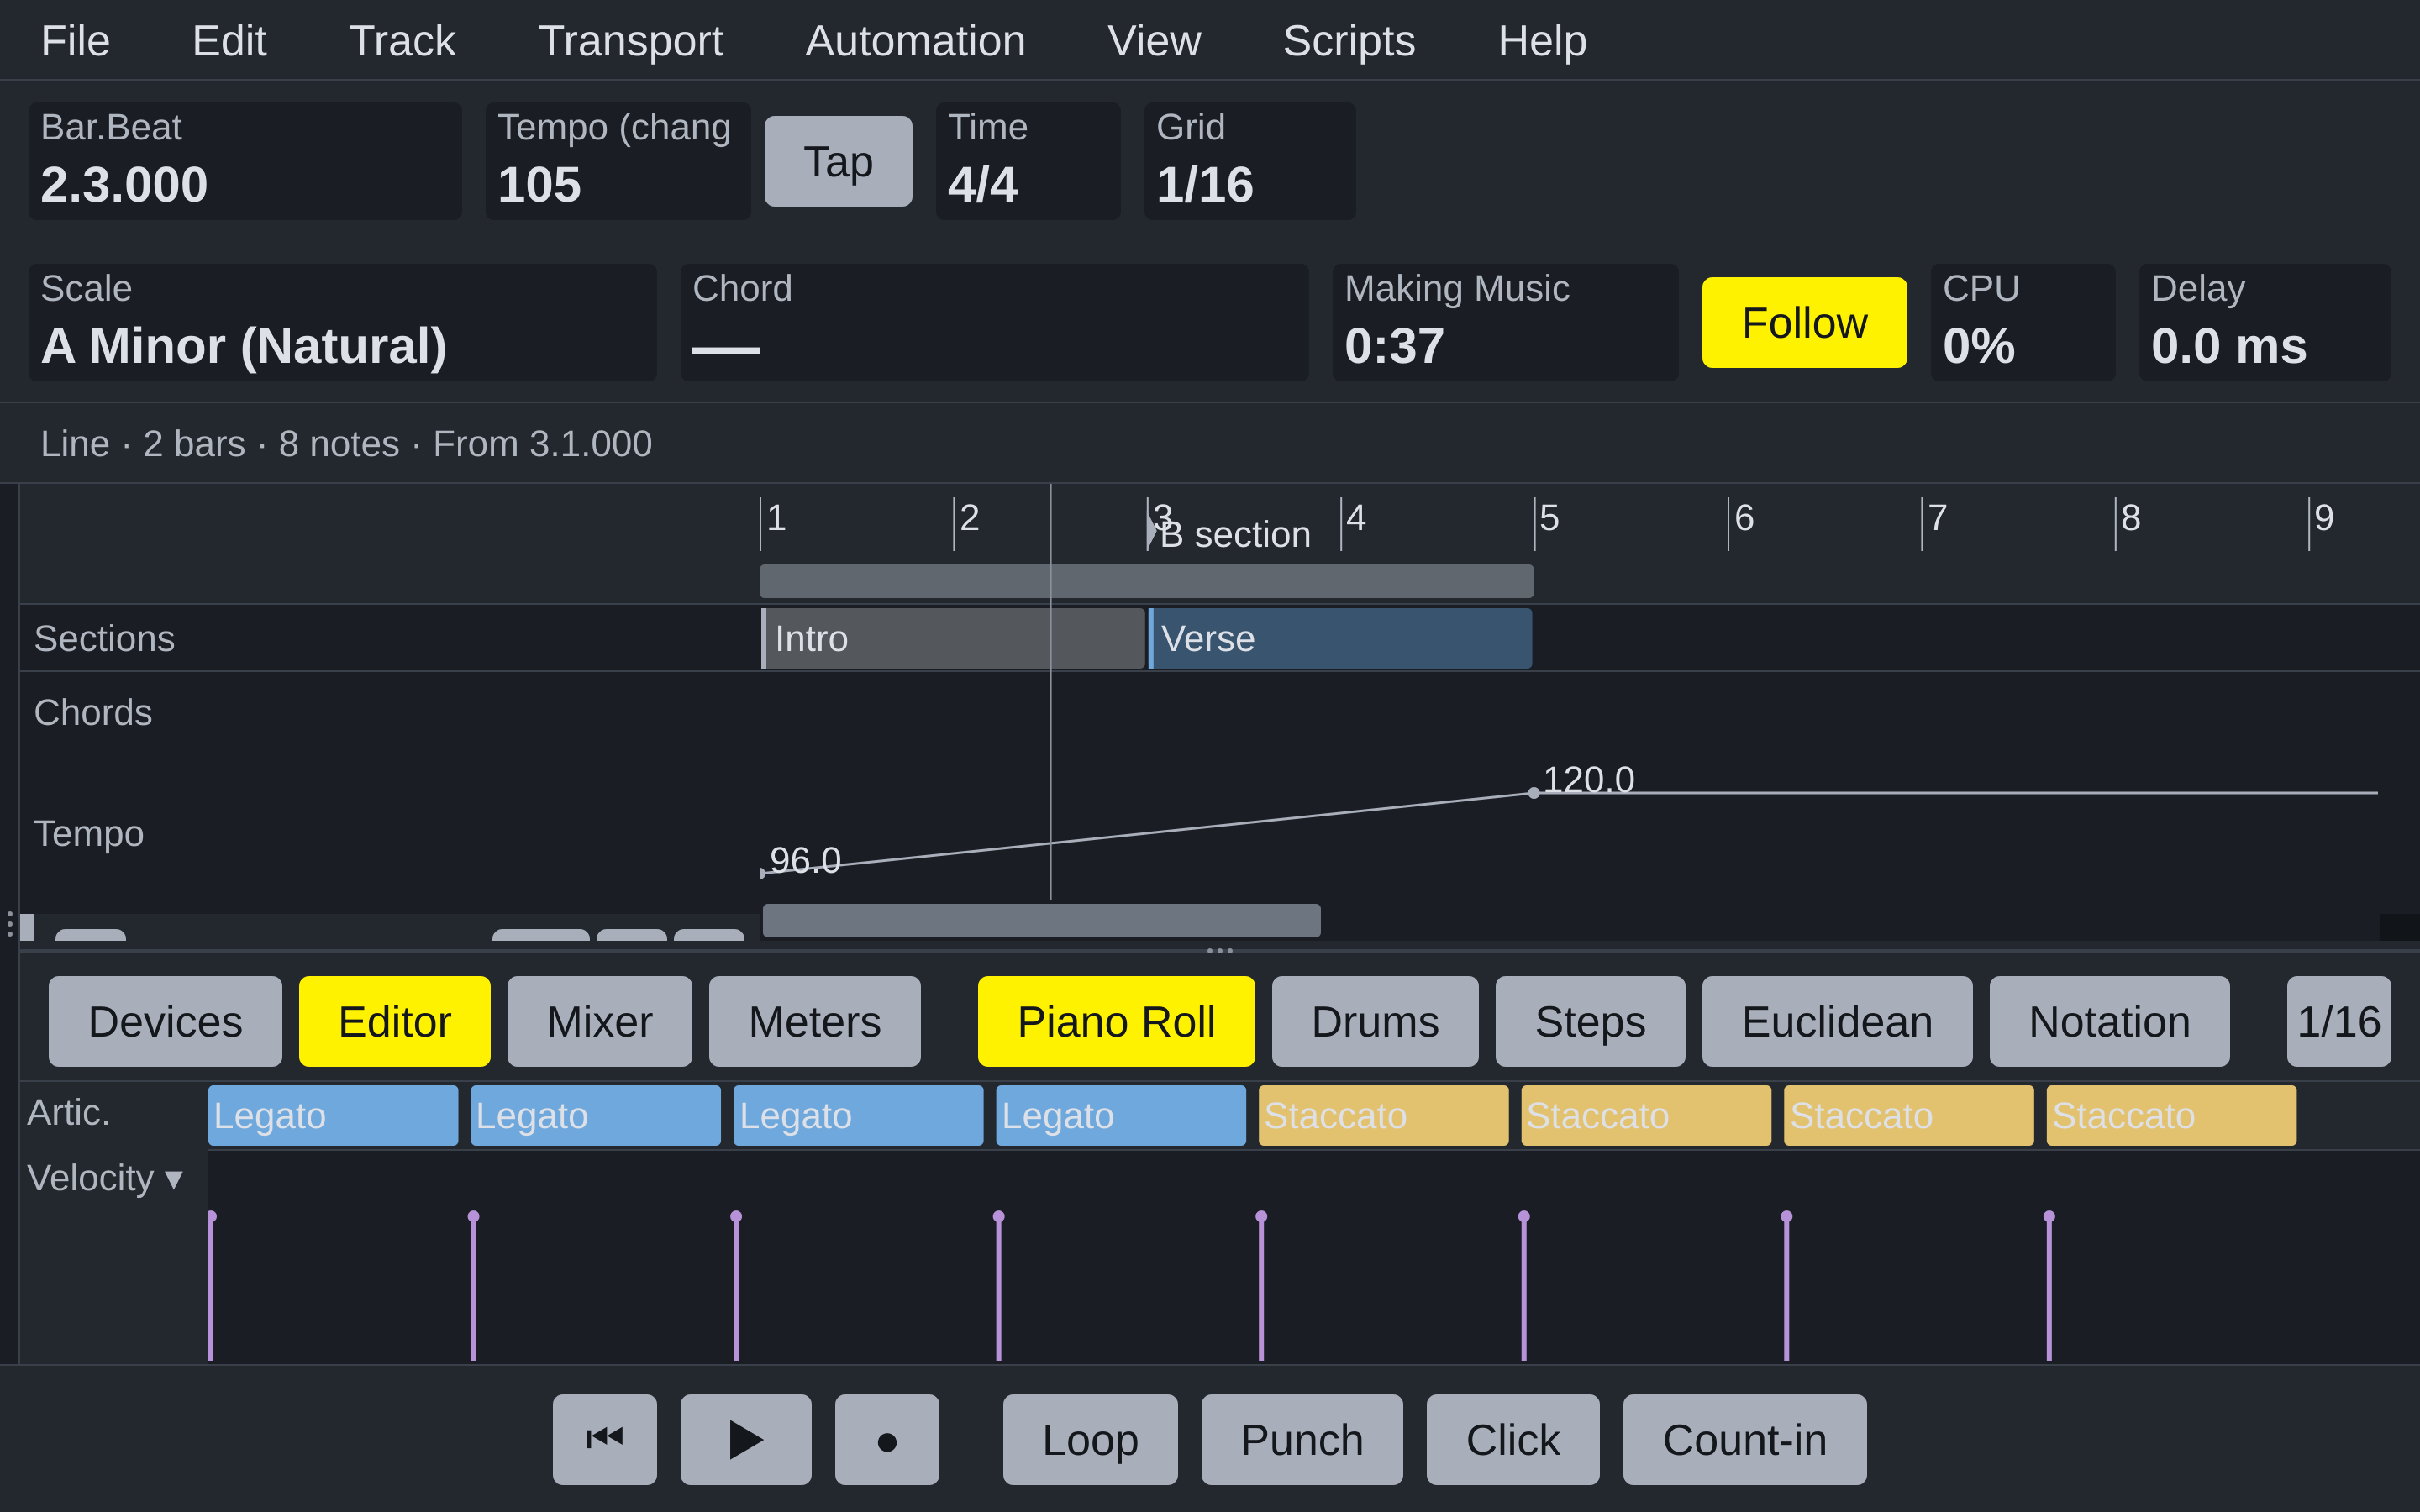 File Edit Track Transport Automation View Scripts Help
Bar.Beat
2.3.000
Tempo (chang
105
Tap
Time
4/4
Grid
1/16
Scale
A Minor (Natural)
Chord
—
Making Music
0:37
Follow
CPU
0%
Delay
0.0 ms
Line · 2 bars · 8 notes · From 3.1.000
1 2 3 4 5 6 7 8 9
B section
Sections
Intro
Verse
Chords
Tempo
96.0
120.0
Devices Editor Mixer Meters Piano Roll Drums Steps Euclidean Notation 1/16
Artic.
Legato Legato Legato Legato Staccato Staccato Staccato Staccato
Velocity ▾
Loop Punch Click Count-in